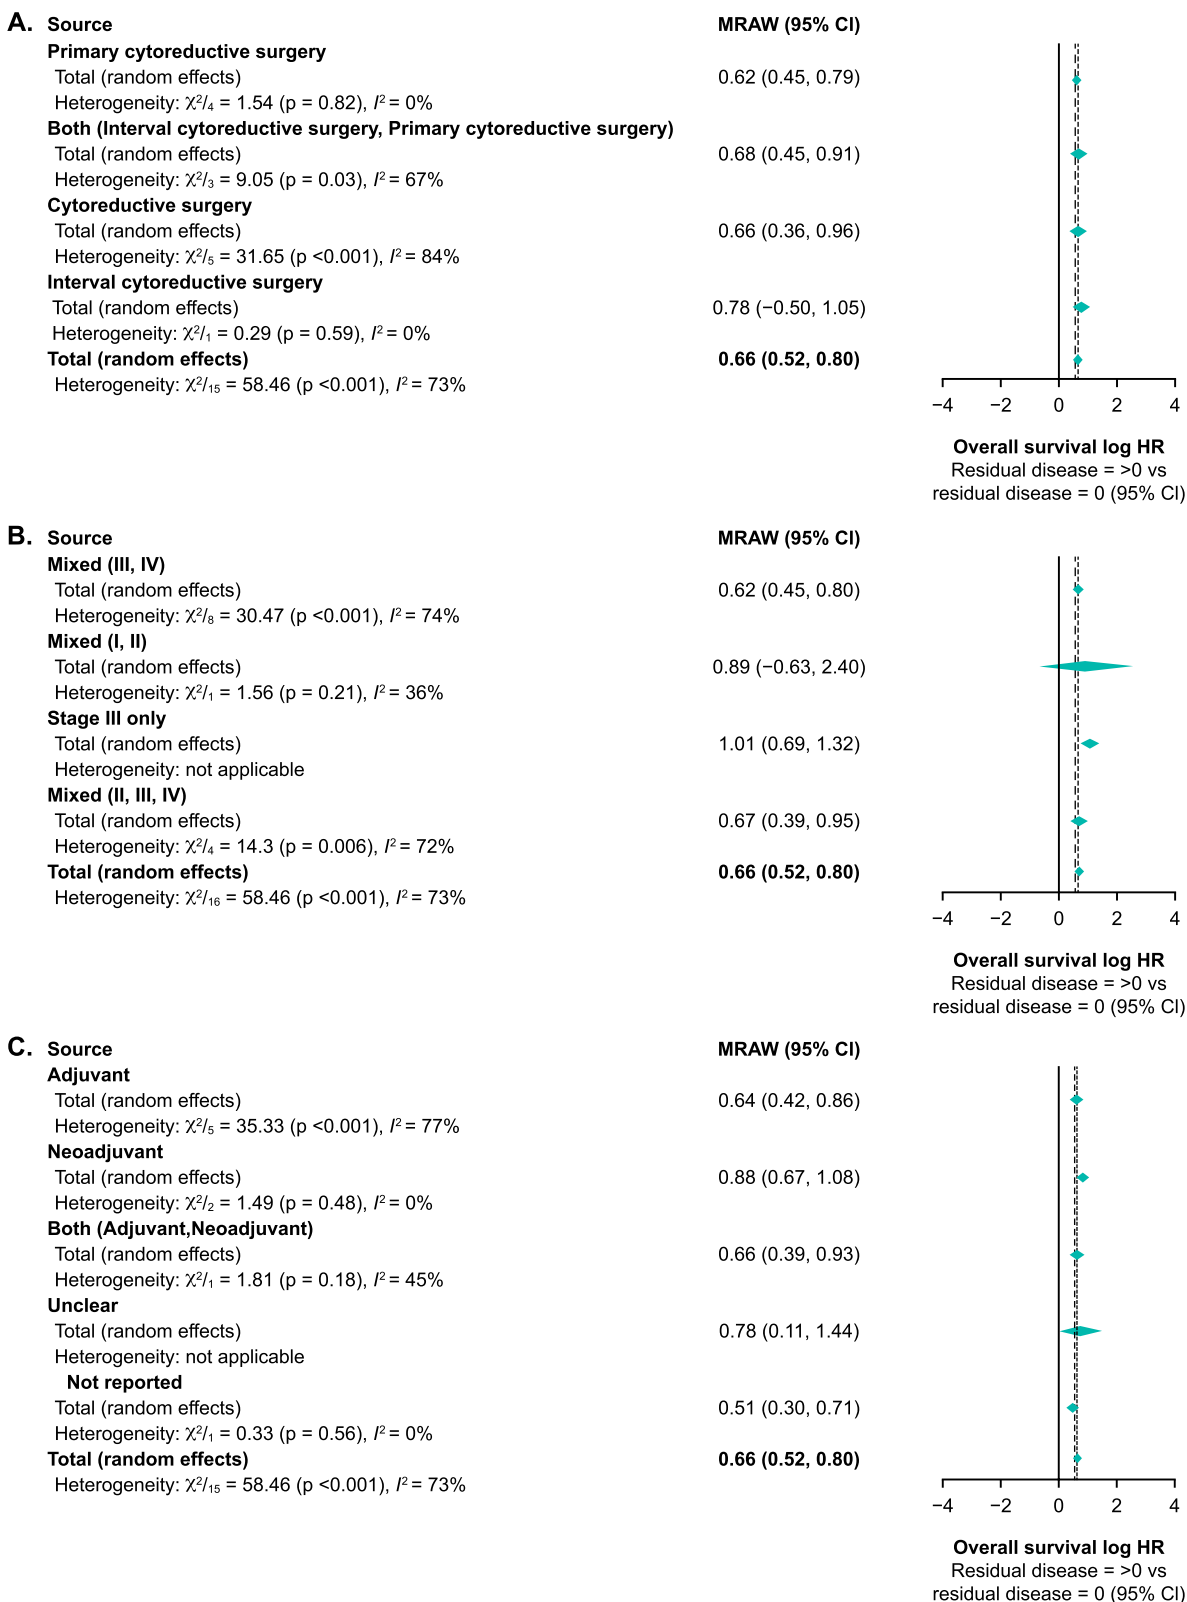 A. Source MRAW (95% CI)
Primary cytoreductive surgery
Total (random effects) 0.62 (0.45, 0.79)
Heterogeneity: χ²/₄ = 1.54 (p = 0.82), I² = 0%
Both (Interval cytoreductive surgery, Primary cytoreductive surgery)
Total (random effects) 0.68 (0.45, 0.91)
Heterogeneity: χ²/₃ = 9.05 (p = 0.03), I² = 67%
Cytoreductive surgery
Total (random effects) 0.66 (0.36, 0.96)
Heterogeneity: χ²/₅ = 31.65 (p <0.001), I² = 84%
Interval cytoreductive surgery
Total (random effects) 0.78 (−0.50, 1.05)
Heterogeneity: χ²/₁ = 0.29 (p = 0.59), I² = 0%
Total (random effects) 0.66 (0.52, 0.80)
Heterogeneity: χ²/₁₅ = 58.46 (p <0.001), I² = 73%
−4 −2 0 2 4
Overall survival log HR
Residual disease = >0 vs
residual disease = 0 (95% CI)
B. Source MRAW (95% CI)
Mixed (III, IV)
Total (random effects) 0.62 (0.45, 0.80)
Heterogeneity: χ²/₈ = 30.47 (p <0.001), I² = 74%
Mixed (I, II)
Total (random effects) 0.89 (−0.63, 2.40)
Heterogeneity: χ²/₁ = 1.56 (p = 0.21), I² = 36%
Stage III only
Total (random effects) 1.01 (0.69, 1.32)
Heterogeneity: not applicable
Mixed (II, III, IV)
Total (random effects) 0.67 (0.39, 0.95)
Heterogeneity: χ²/₄ = 14.3 (p = 0.006), I² = 72%
Total (random effects) 0.66 (0.52, 0.80)
Heterogeneity: χ²/₁₆ = 58.46 (p <0.001), I² = 73%
−4 −2 0 2 4
Overall survival log HR
Residual disease = >0 vs
residual disease = 0 (95% CI)
C. Source MRAW (95% CI)
Adjuvant
Total (random effects) 0.64 (0.42, 0.86)
Heterogeneity: χ²/₅ = 35.33 (p <0.001), I² = 77%
Neoadjuvant
Total (random effects) 0.88 (0.67, 1.08)
Heterogeneity: χ²/₂ = 1.49 (p = 0.48), I² = 0%
Both (Adjuvant,Neoadjuvant)
Total (random effects) 0.66 (0.39, 0.93)
Heterogeneity: χ²/₁ = 1.81 (p = 0.18), I² = 45%
Unclear
Total (random effects) 0.78 (0.11, 1.44)
Heterogeneity: not applicable
Not reported
Total (random effects) 0.51 (0.30, 0.71)
Heterogeneity: χ²/₁ = 0.33 (p = 0.56), I² = 0%
Total (random effects) 0.66 (0.52, 0.80)
Heterogeneity: χ²/₁₅ = 58.46 (p <0.001), I² = 73%
−4 −2 0 2 4
Overall survival log HR
Residual disease = >0 vs
residual disease = 0 (95% CI)